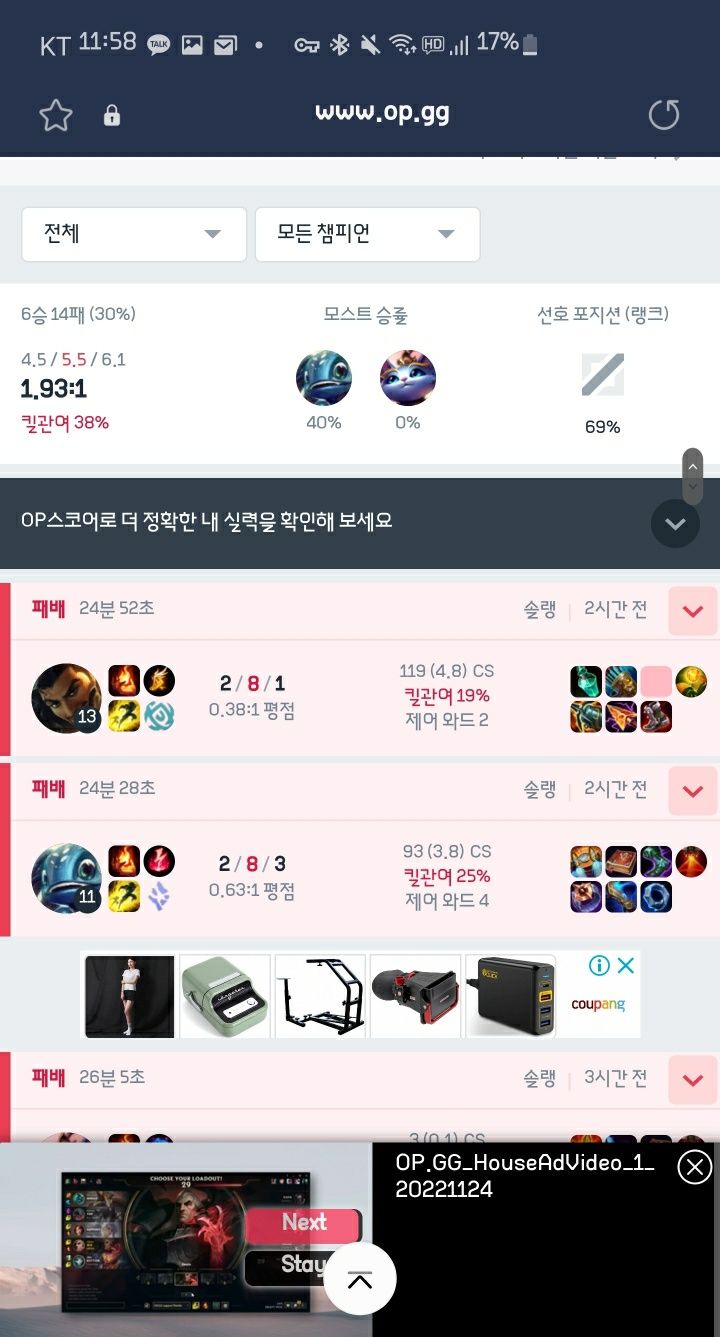 KT 11:58 TALK HD 17%
www.op.gg
전체
모든 챔피언
6승 14패 (30%)
모스트 승률
선호 포지션 (랭크)
4.5 / 5.5 / 6.1
1.93:1
킬관여 38%
40%
0%
69%
OP스코어로 더 정확한 내 실력을 확인해 보세요
패배 24분 52초
솔랭 | 2시간 전
13
2 / 8 / 1
0.38:1 평점
119 (4.8) CS
킬관여 19%
제어 와드 2
패배 24분 28초
솔랭 | 2시간 전
11
2 / 8 / 3
0.63:1 평점
93 (3.8) CS
킬관여 25%
제어 와드 4
coupang
패배 26분 5초
솔랭 | 3시간 전
3 (0.1) CS
CHOOSE YOUR LOADOUT!
29
Next
Stay
OP.GG_HouseAdVideo_1_
20221124